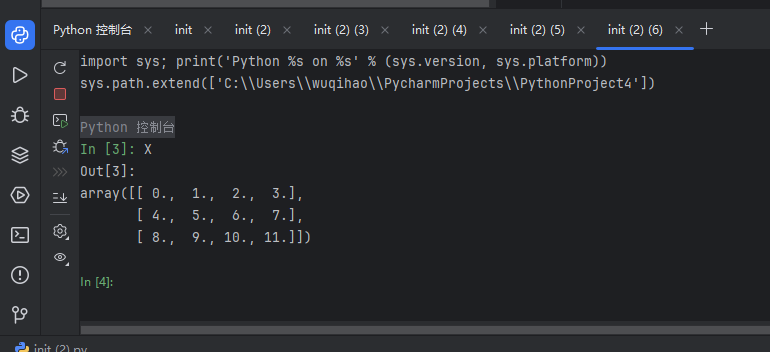 Python 控制台 init init (2) init (2) (3) init (2) (4) init (2) (5) init (2) (6)
import sys; print('Python %s on %s' % (sys.version, sys.platform))
sys.path.extend(['C:\\Users\\wuqihao\\PycharmProjects\\PythonProject4'])
Python 控制台
In [3]: X
Out[3]:
array([[ 0.,  1.,  2.,  3.],
       [ 4.,  5.,  6.,  7.],
       [ 8.,  9., 10., 11.]])
In [4]:
init (2).py